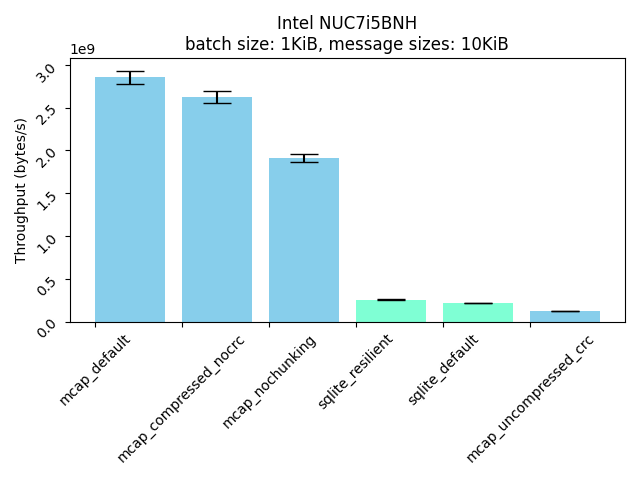 Intel NUC7i5BNH
batch size: 1KiB, message sizes: 10KiB
1e9
3.0
2.5
2.0
1.5
1.0
0.5
0.0
Throughput (bytes/s)
mcap_default
mcap_compressed_nocrc
mcap_nochunking
sqlite_resilient
sqlite_default
mcap_uncompressed_crc